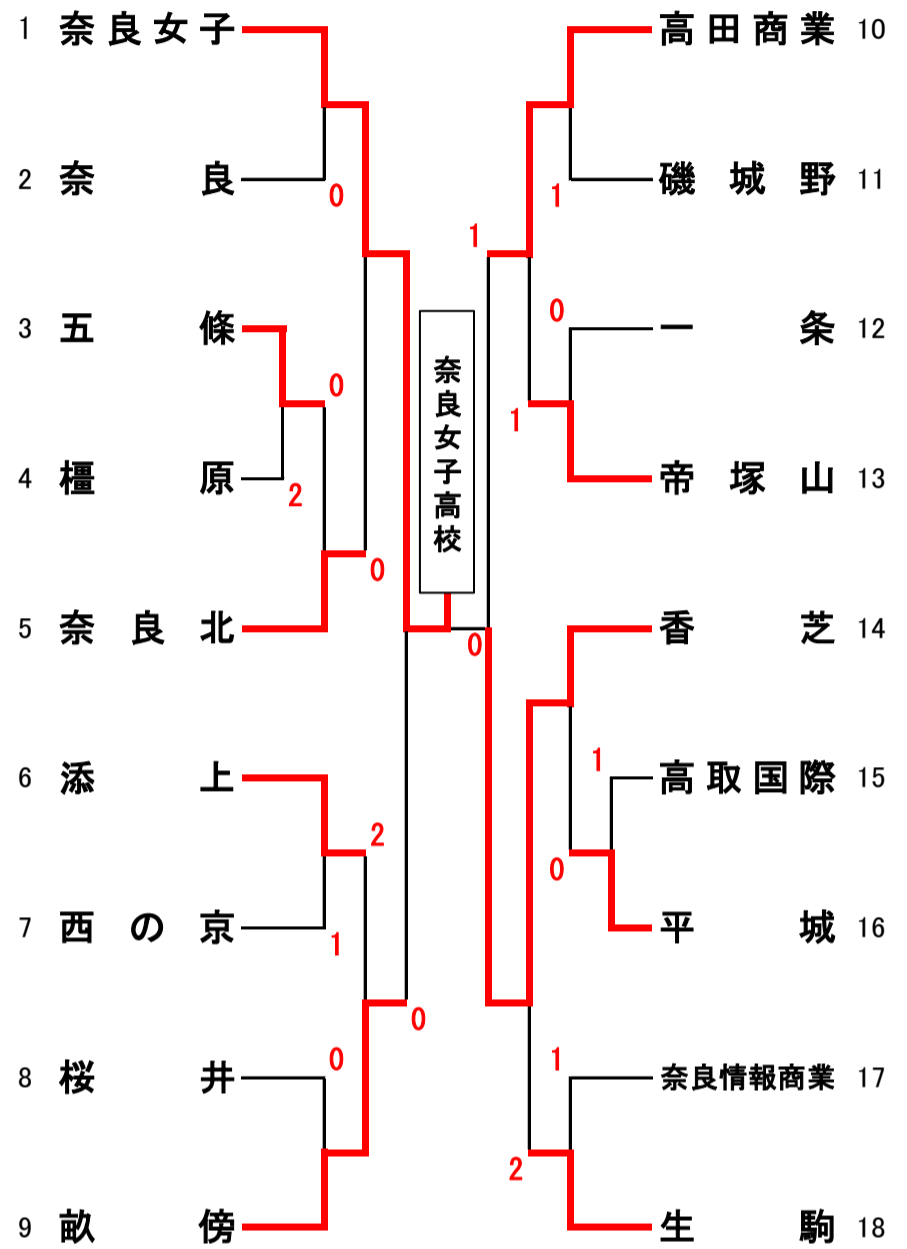 1 奈良女子
0
2 奈良
3 五條
0
4 橿原
2
0
5 奈良北
6 添上
2
7 西の京
1
0
8 桜井
0
9 畝傍
奈良女子高校
0
10 高田商業
11 磯城野
1
1
0
12 一条
1
13 帝塚山
14 香芝
1
15 高取国際
0
16 平城
1
17 奈良情報商業
2
18 生駒